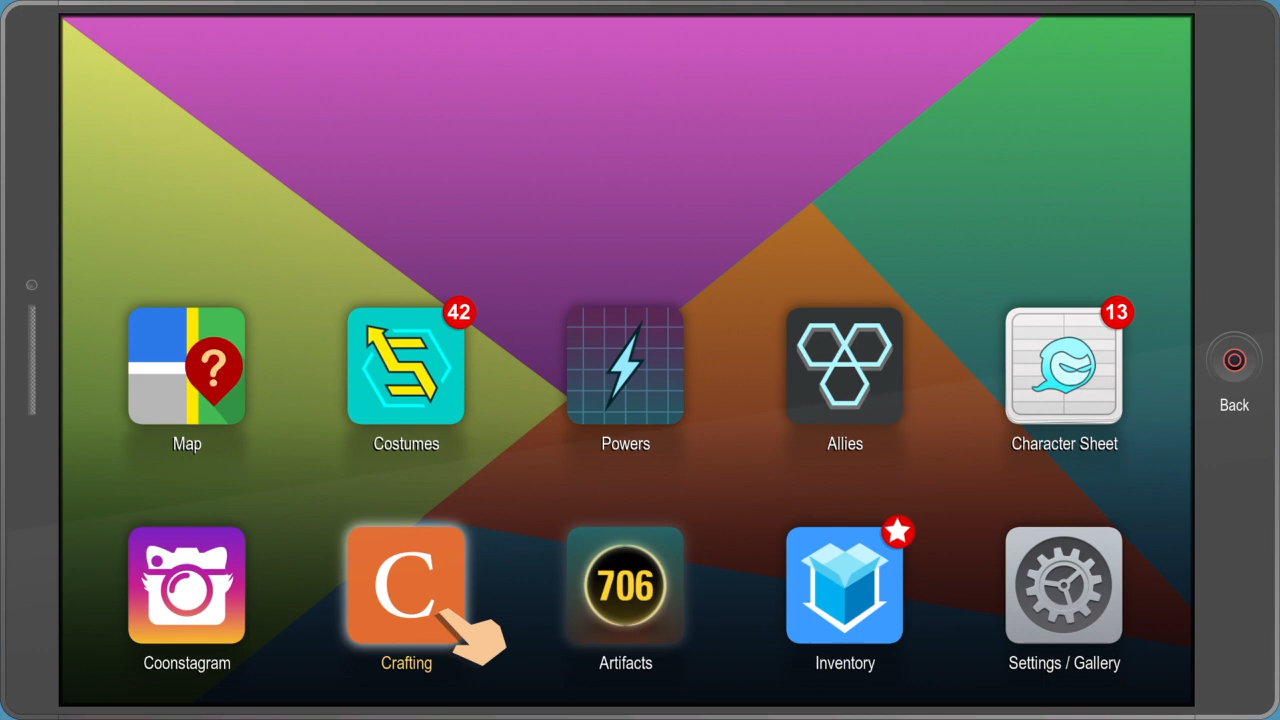 42
13
?
Map
Costumes
Powers
Allies
Character Sheet
Back
C
706
Coonstagram
Crafting
Artifacts
Inventory
Settings / Gallery